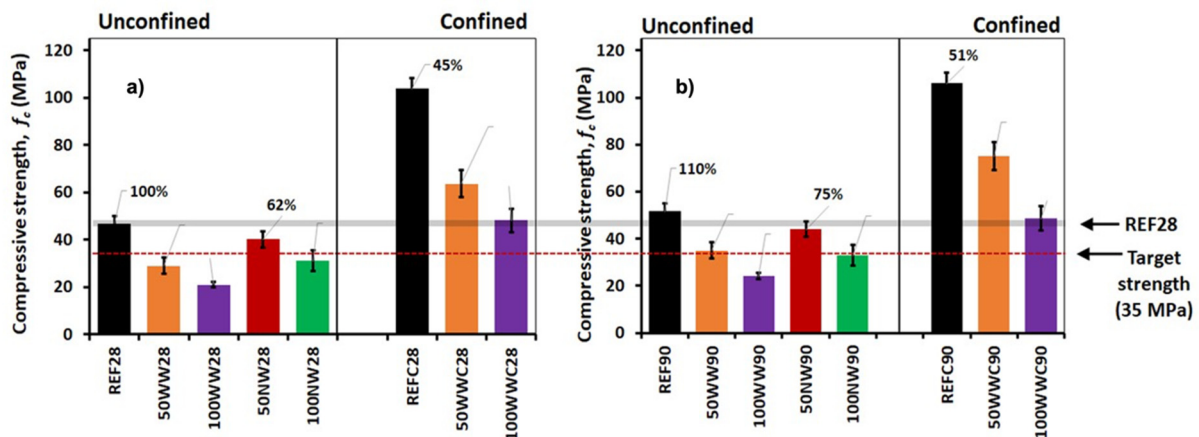 Unconfined
Confined
Compressive strength, fc (MPa)
120
100
80
60
40
20
0
a)
100%
62%
45%
REF28
50WW28
100WW28
50NW28
100NW28
REFC28
50WWC28
100WWC28
Unconfined
Confined
Compressive strength, fc (MPa)
120
100
80
60
40
20
0
b)
110%
75%
51%
REF90
50WW90
100WW90
50NW90
100NW90
REFC90
50WWC90
100WWC90
REF28
Target
strength
(35 MPa)